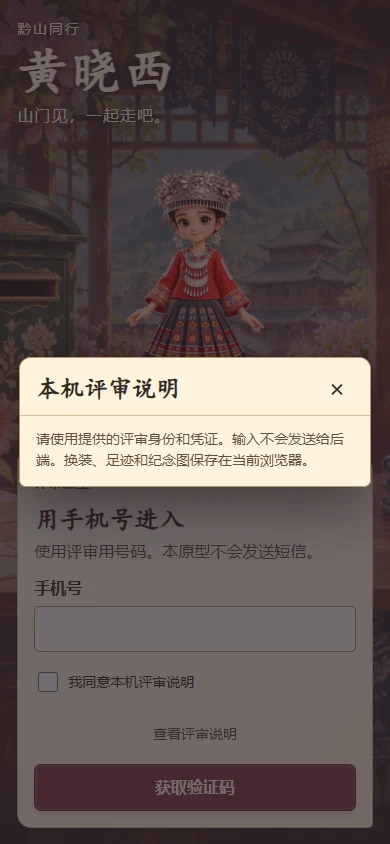 黔山同行
黄晓西
山门见，一起走吧。
本机评审说明
×
请使用提供的评审身份和凭证。输入不会发送给后
端。换装、足迹和纪念图保存在当前浏览器。
用手机号进入
使用评审用号码。本原型不会发送短信。
手机号
我同意本机评审说明
查看评审说明
获取验证码